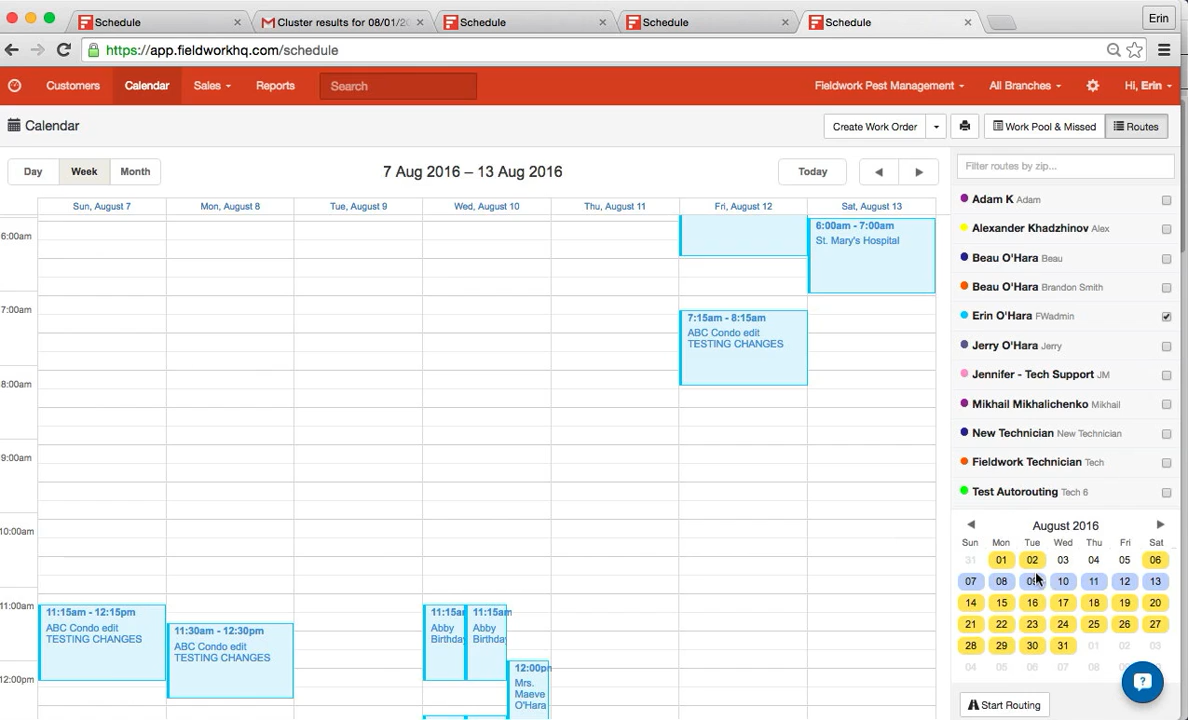 Schedule
Cluster results for 08/01/20
Schedule
Schedule
Schedule
Erin
https://app.fieldworkhq.com/schedule
Customers
Calendar
Sales
Reports
Search
Fieldwork Pest Management
All Branches
Hi, Erin
Calendar
Create Work Order
Work Pool & Missed
Routes
Day
Week
Month
7 Aug 2016 – 13 Aug 2016
Today
Sun, August 7
Mon, August 8
Tue, August 9
Wed, August 10
Thu, August 11
Fri, August 12
Sat, August 13
6:00am
7:00am
8:00am
9:00am
10:00am
11:00am
12:00pm
6:00am - 7:00am
St. Mary's Hospital
7:15am - 8:15am
ABC Condo edit
TESTING CHANGES
11:15am - 12:15pm
ABC Condo edit
TESTING CHANGES
11:30am - 12:30pm
ABC Condo edit
TESTING CHANGES
11:15am
Abby
Birthday
11:15am
Abby
Birthday
12:00pm
Mrs.
Maeve
O'Hara
Filter routes by zip...
Adam K Adam
Alexander Khadzhinov Alex
Beau O'Hara Beau
Beau O'Hara Brandon Smith
Erin O'Hara FWadmin
Jerry O'Hara Jerry
Jennifer - Tech Support JM
Mikhail Mikhalichenko Mikhail
New Technician New Technician
Fieldwork Technician Tech
Test Autorouting Tech 6
August 2016
Sun Mon Tue Wed Thu Fri Sat
31 01 02 03 04 05 06
07 08 09 10 11 12 13
14 15 16 17 18 19 20
21 22 23 24 25 26 27
28 29 30 31 01 02 03
04 05 06 07 08
Start Routing